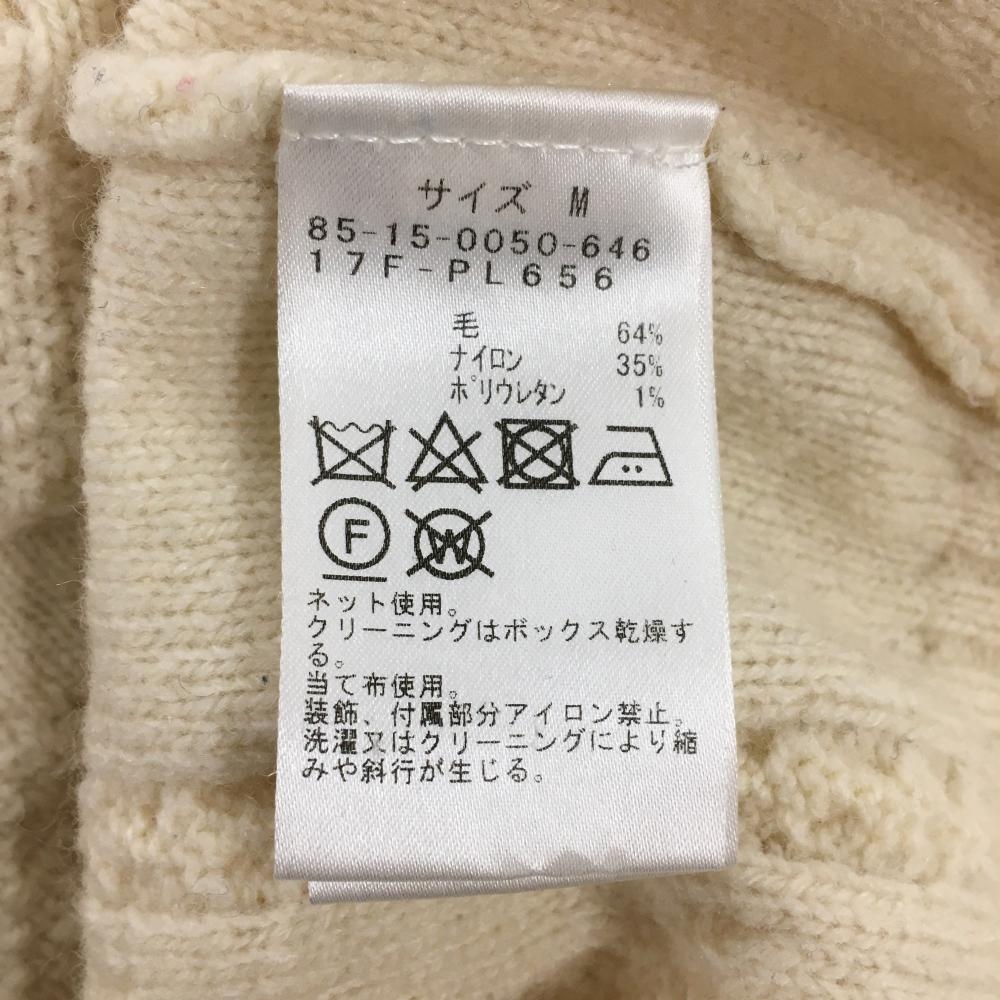 サイズ M
85-15-0050-646
17F-PL656
毛 64%
ナイロン 35%
ポリウレタン 1%
F W
ネット使用。
クリーニングはボックス乾燥す
る。
当て布使用。
装飾、付属部分アイロン禁止。
洗濯又はクリーニングにより縮
みや斜行が生じる。